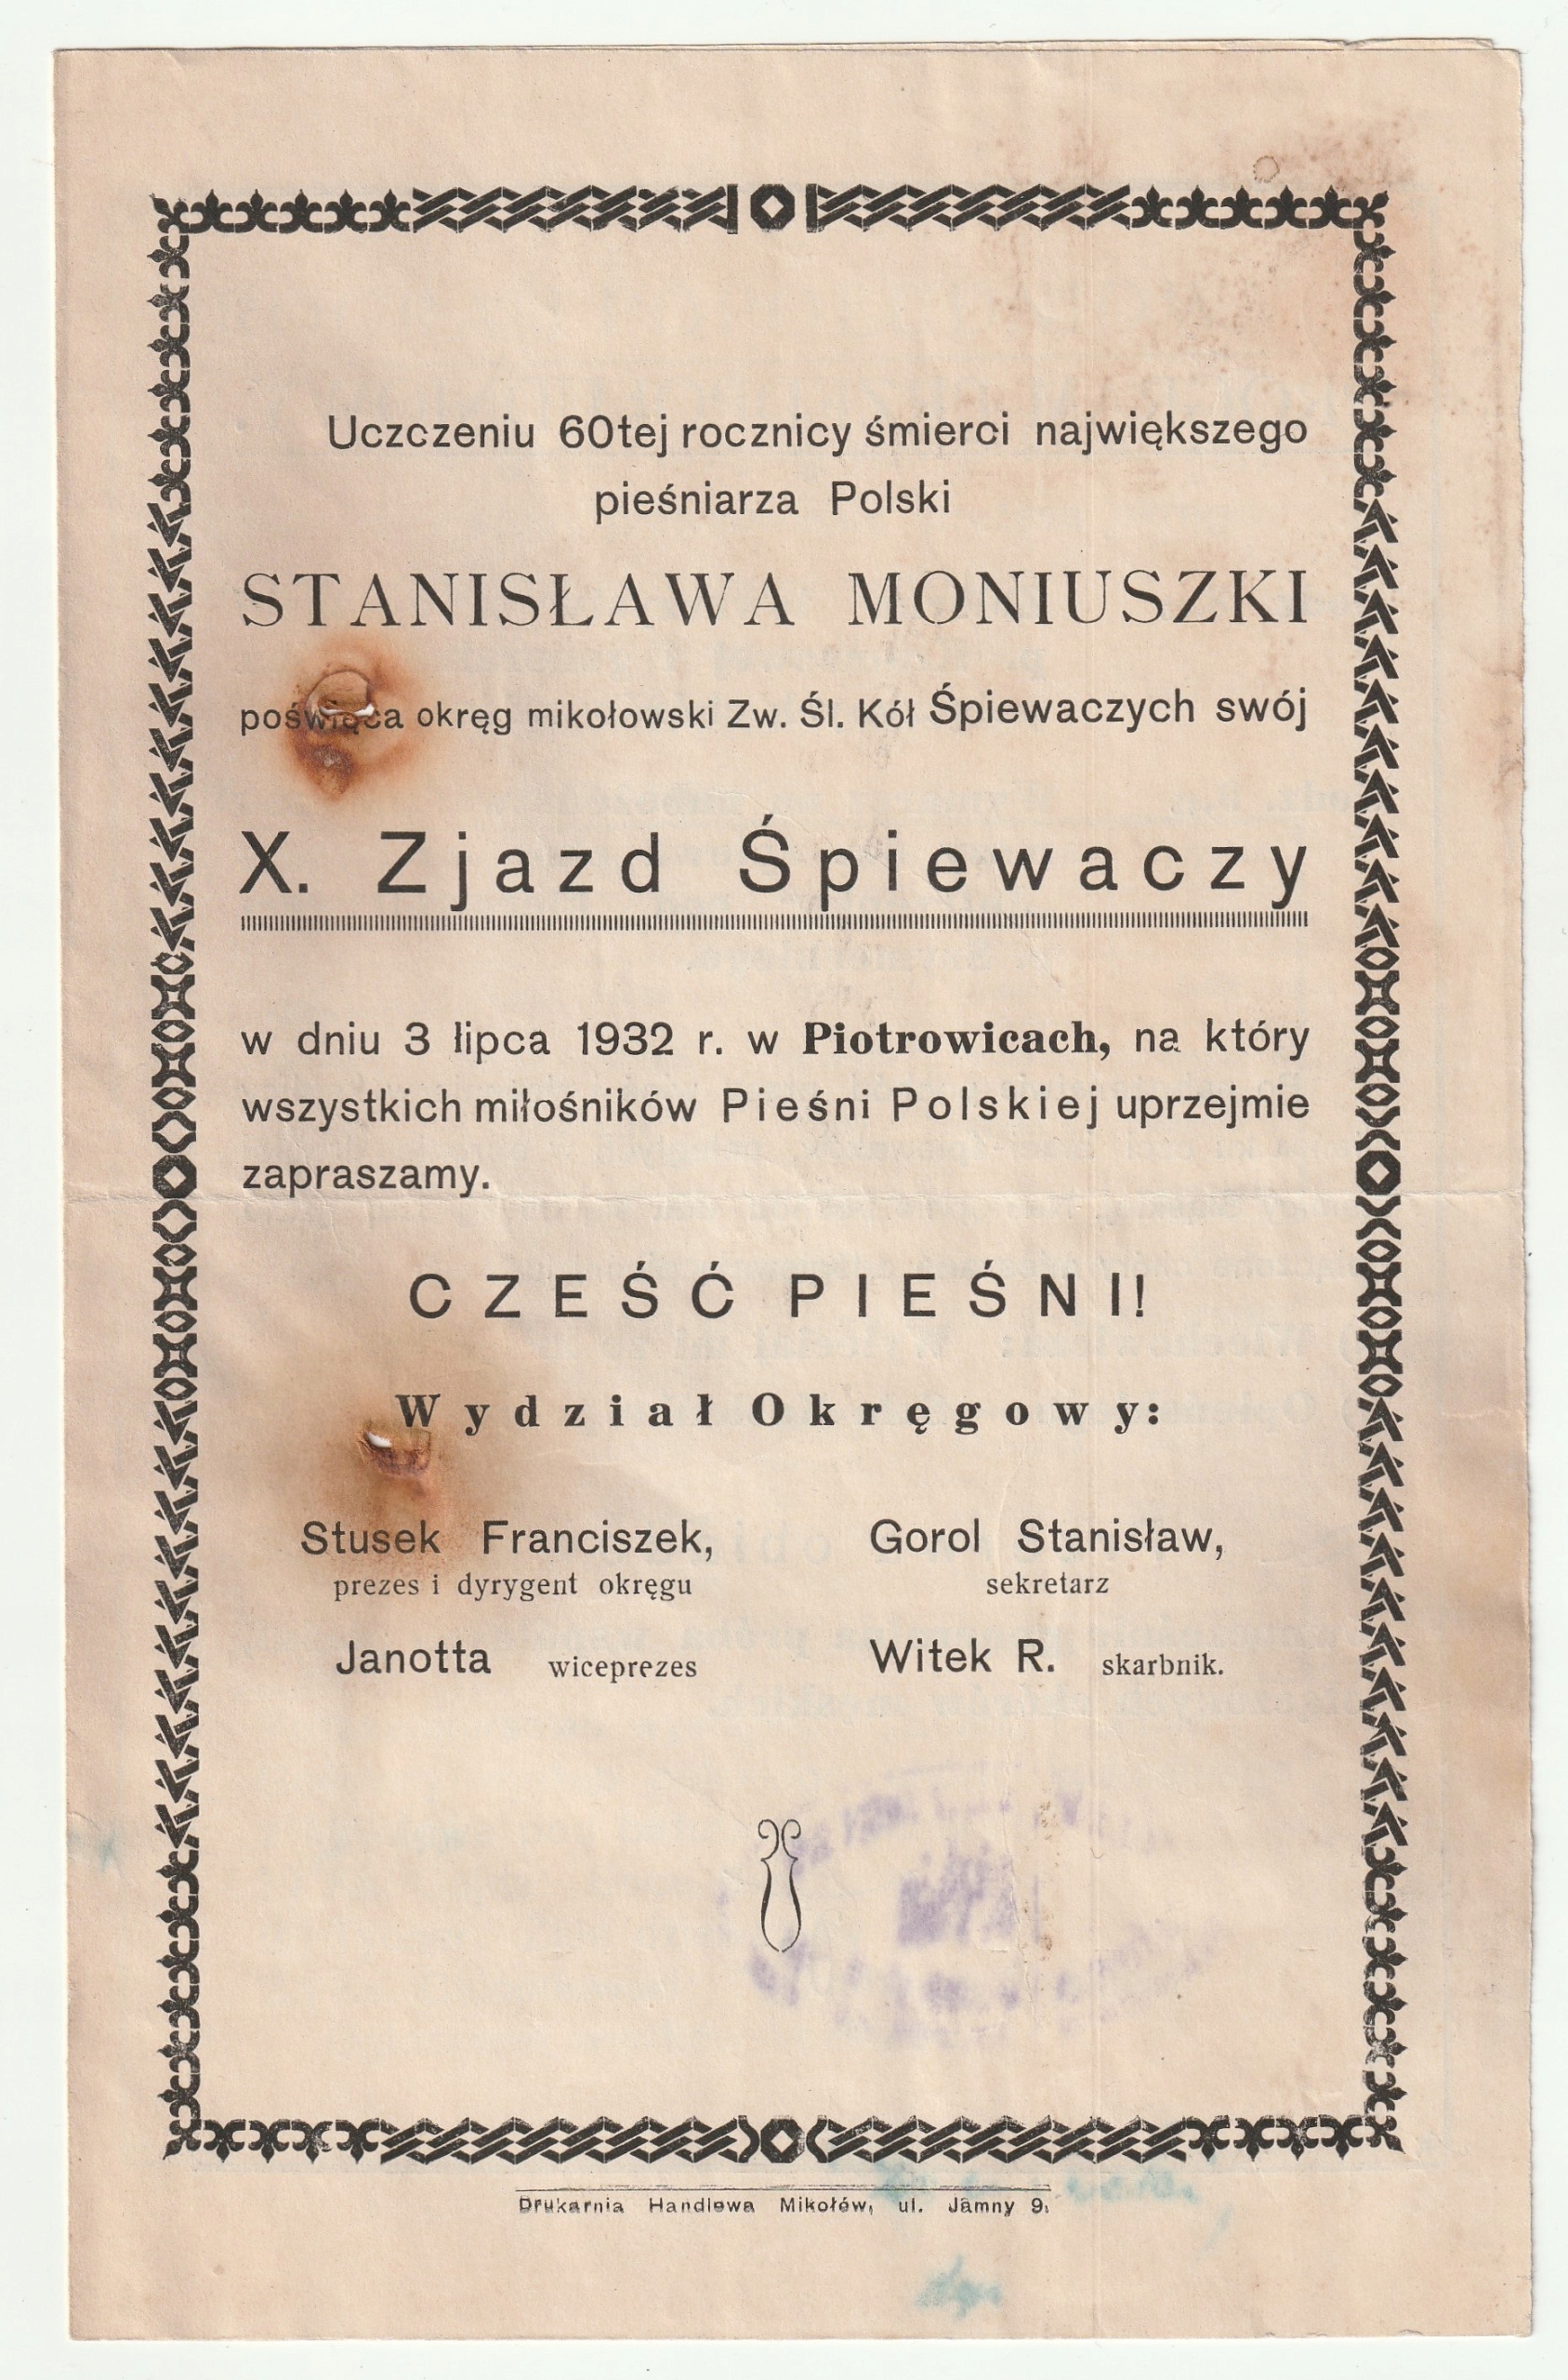 Uczczeniu 60tej rocznicy śmierci największego
pieśniarza Polski
STANISŁAWA MONIUSZKI
poświęca okręg mikołowski Zw. Śl. Kół Śpiewaczych swój
X. Zjazd Śpiewaczy
w dniu 3 lipca 1932 r. w Piotrowicach, na który
wszystkich miłośników Pieśni Polskiej uprzejmie
zapraszamy.
CZEŚĆ PIEŚNI!
Wydział Okręgowy:
Stusek Franciszek,
prezes i dyrygent okręgu
Gorol Stanisław,
sekretarz
Janotta wiceprezes
Witek R. skarbnik.
Drukarnia Handlowa Mikołów, ul. Jamny 9.